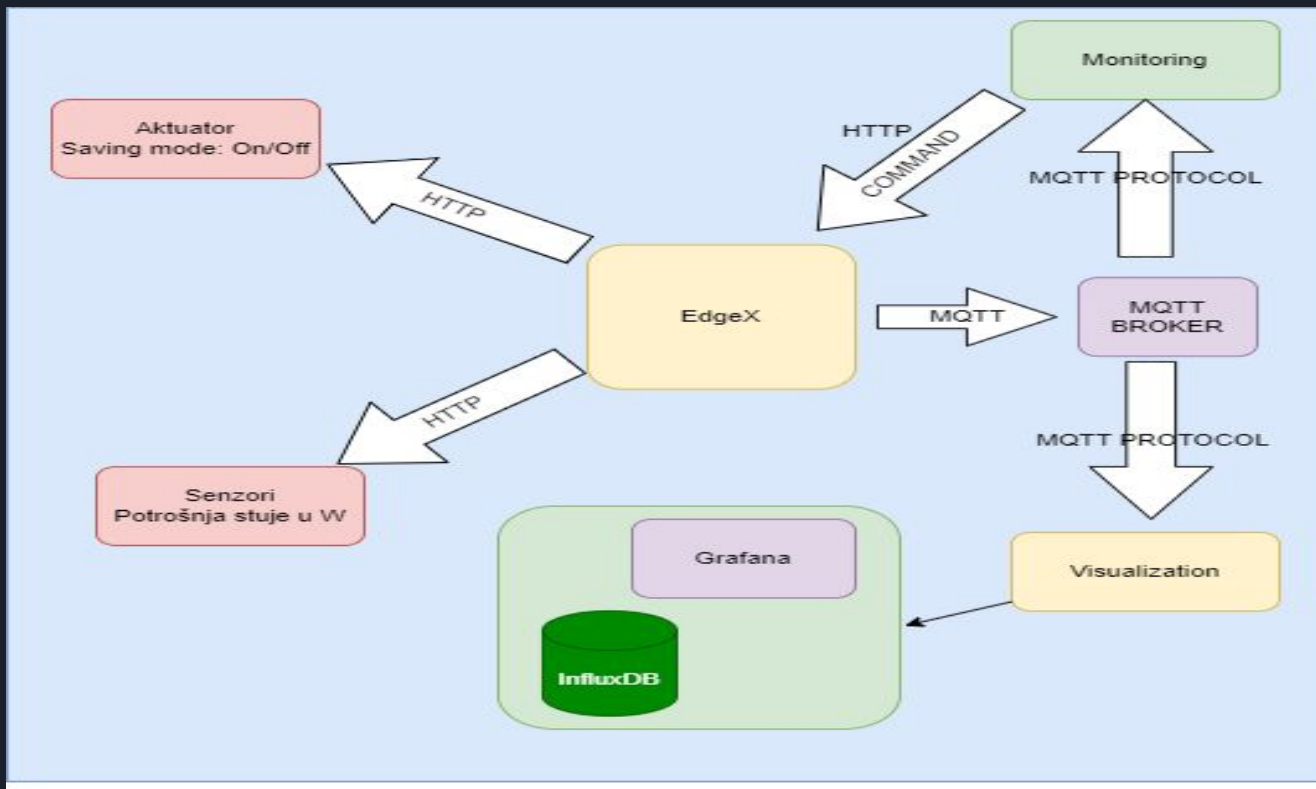 Monitoring
Aktuator
Saving mode: On/Off
HTTP
COMMAND
MQTT PROTOCOL
HTTP
EdgeX
MQTT
MQTT
BROKER
HTTP
MQTT PROTOCOL
Senzori
Potrošnja stuje u W
Grafana
Visualization
InfluxDB